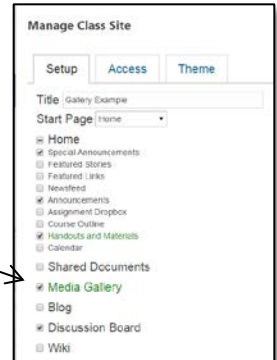 Manage Class Site
Setup Access Theme
Title Gallery Example
Start Page Home
Home
Special Announcements
Featured Stories
Featured Links
Newsfeed
Announcements
Assignment Dropbox
Course Outline
Handouts and Materials
Calendar
Shared Documents
Media Gallery
Blog
Discussion Board
Wiki